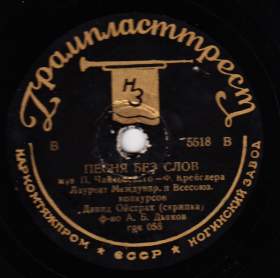 Грампласттрест
НЗ
В 5518 В
ПЕСНЯ БЕЗ СЛОВ
муз П. Чайковского—Ф. Крейслера
Лауреат Междунар. и Всесоюз.
конкурсов
Давид Ойстрах (скрипка)
ф-но А. Б. Дьяков
грк 058
НАРКОМТЯЖПРОМ * СССР * НОГИНСКИЙ ЗАВОД